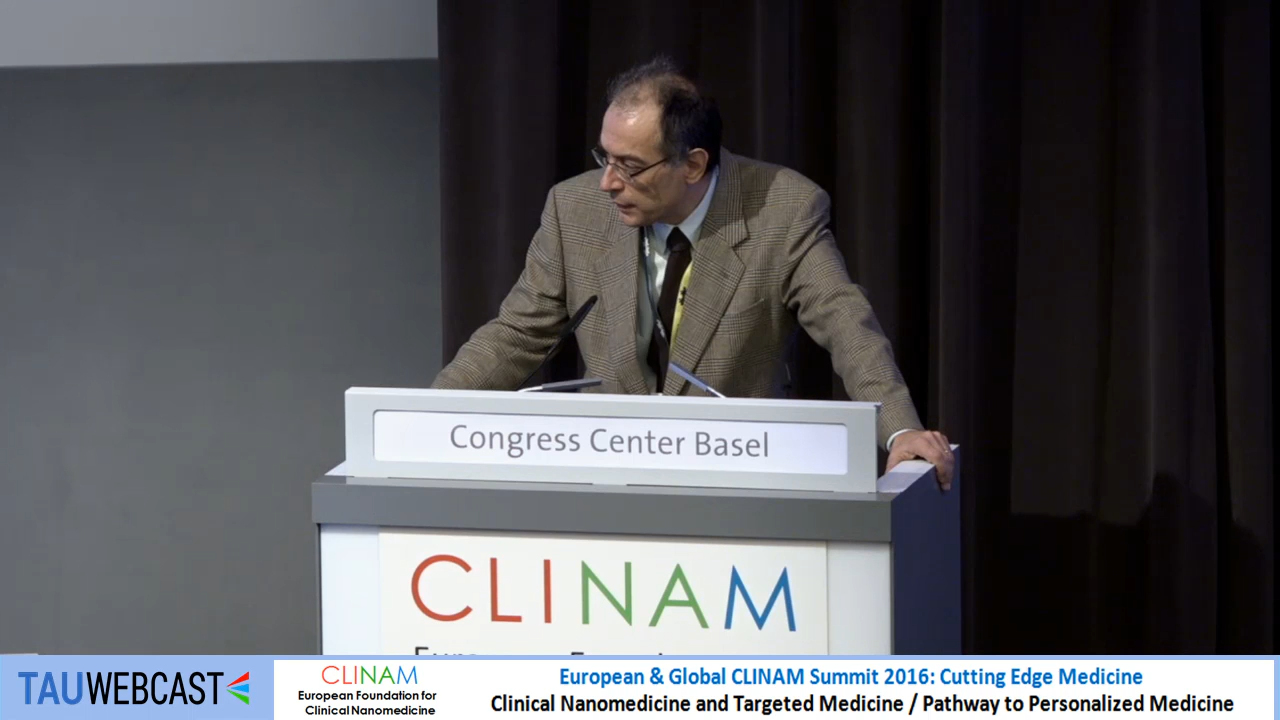 Congress Center Basel
CLINAM
TAUWEBCAST
CLINAM
European Foundation for
Clinical Nanomedicine
European & Global CLINAM Summit 2016: Cutting Edge Medicine
Clinical Nanomedicine and Targeted Medicine / Pathway to Personalized Medicine